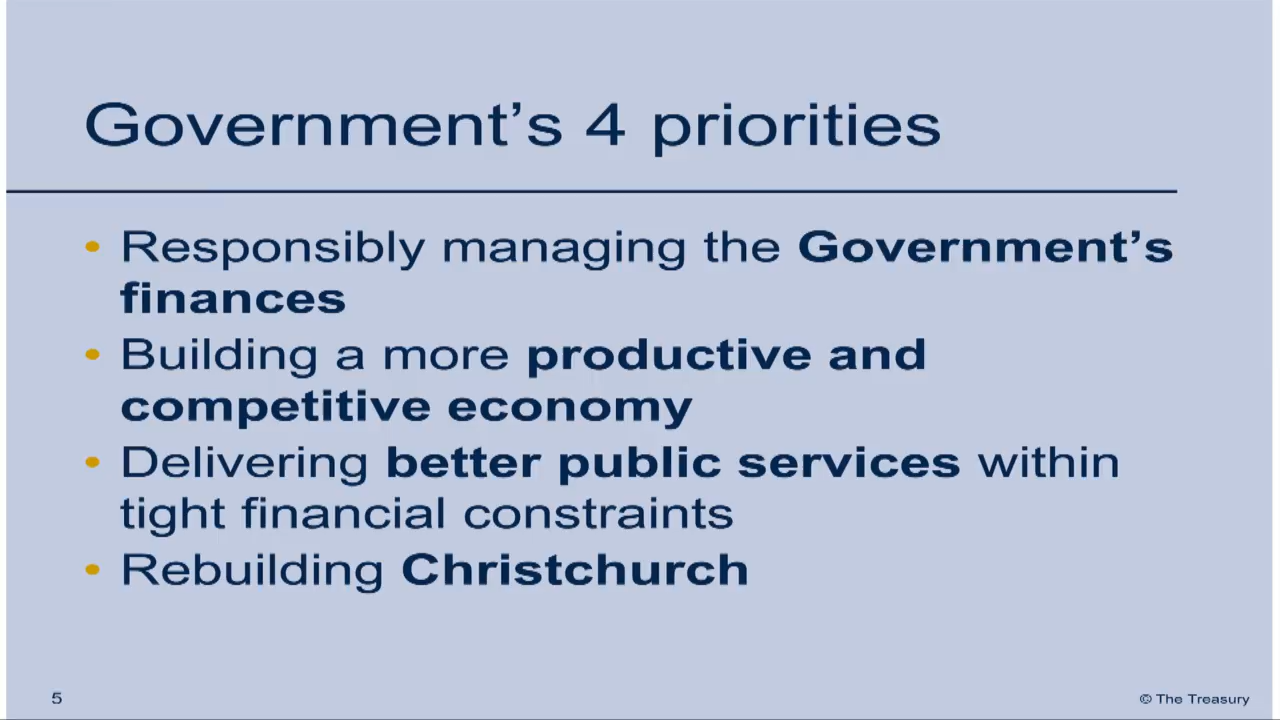 Government’s 4 priorities
• Responsibly managing the Government’s
finances
• Building a more productive and
competitive economy
• Delivering better public services within
tight financial constraints
• Rebuilding Christchurch
5
© The Treasury